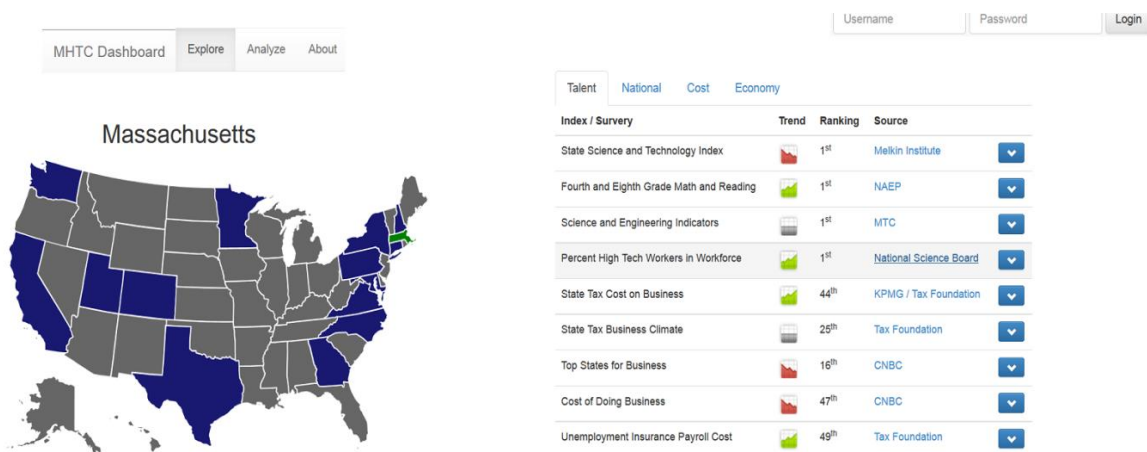 Username Password Login
MHTC Dashboard Explore Analyze About
Massachusetts
Talent National Cost Economy
Index / Survery Trend Ranking Source
State Science and Technology Index 1st Melkin Institute
Fourth and Eighth Grade Math and Reading 1st NAEP
Science and Engineering Indicators 1st MTC
Percent High Tech Workers in Workforce 1st National Science Board
State Tax Cost on Business 44th KPMG / Tax Foundation
State Tax Business Climate 25th Tax Foundation
Top States for Business 16th CNBC
Cost of Doing Business 47th CNBC
Unemployment Insurance Payroll Cost 49th Tax Foundation